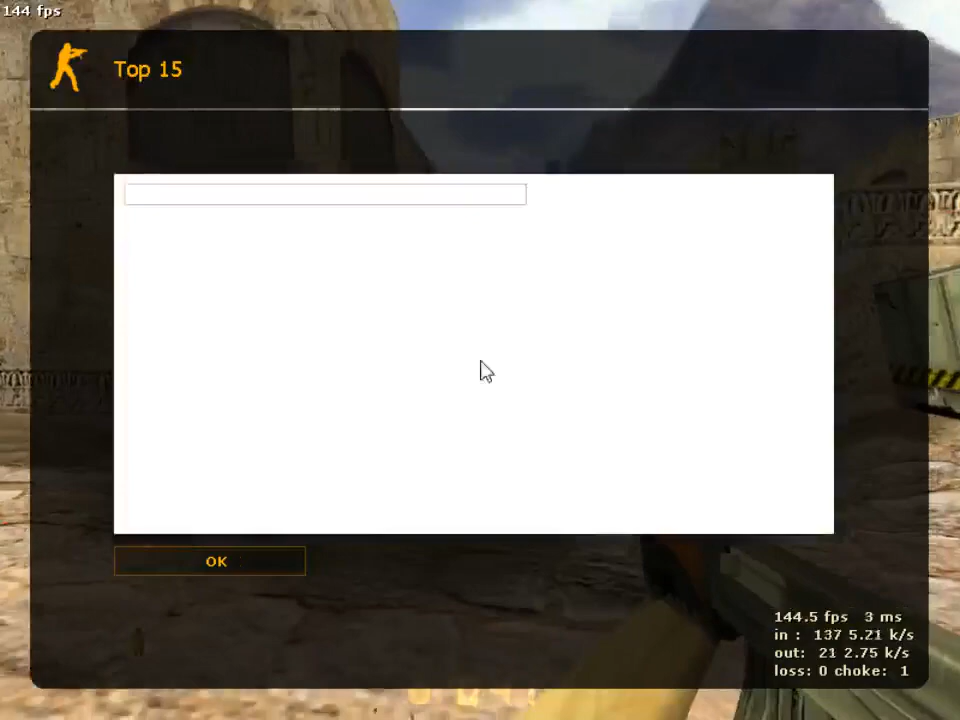 144 fps
Top 15
OK
144.5 fps 3 ms
in : 137 5.21 k/s
out: 21 2.75 k/s
loss: 0 choke: 1